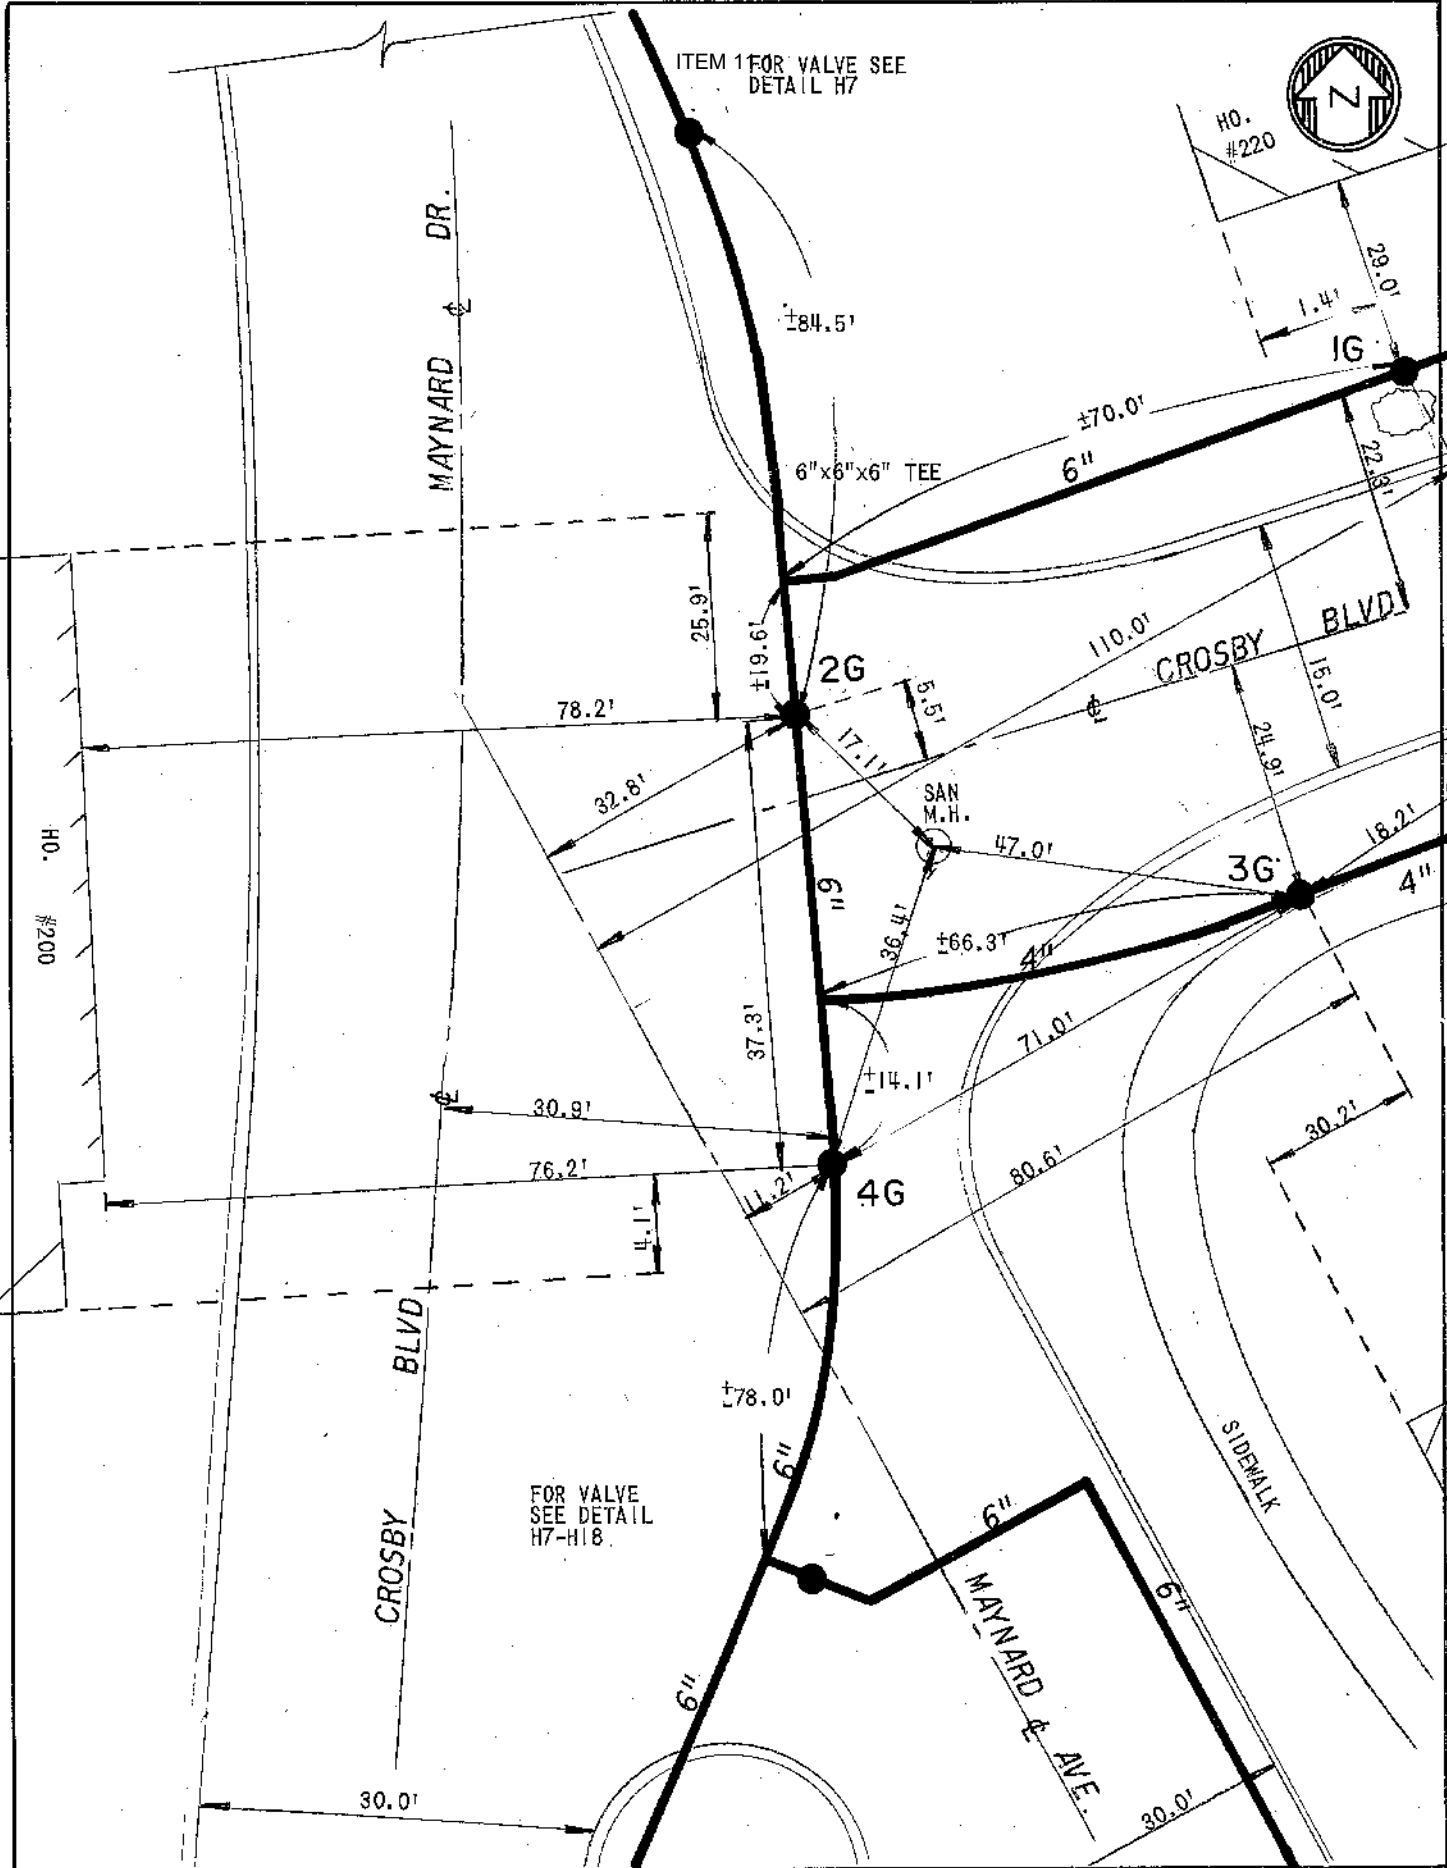 ITEM 11 FOR VALVE SEE
DETAIL H7
N
HO.
#220
MAYNARD ℄ DR.
±84.5'
29.0'
1.4'
1G
±70.0'
6"
22.3'
6"x6"x6" TEE
25.9'
±19.6'
2G
78.2'
5.5'
110.0'
CROSBY BLVD
℄
15.0'
24.9'
17.1'
32.8'
SAN
M.H.
47.0'
18.2'
3G
4"
HO. #200
6"
36.4'
±66.3'
4"
37.3'
71.0'
±14.1'
℄
30.9'
30.2'
76.2'
11.2'
4G
80.6'
4.1'
CROSBY BLVD
±78.0'
6"
SIDEWALK
FOR VALVE
SEE DETAIL
H7-H18
6"
6"
MAYNARD ℄ AVE.
6"
30.0'
30.0'